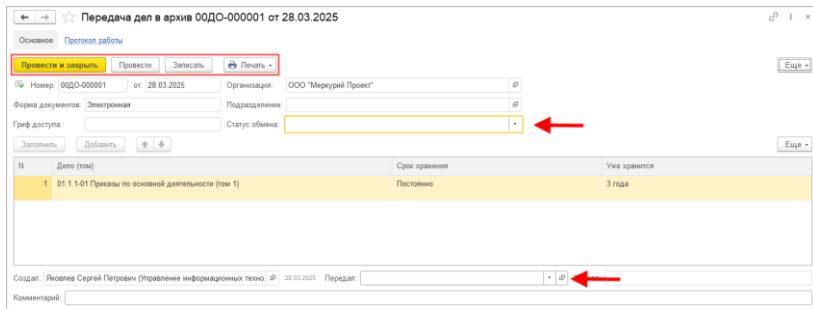 Передача дел в архив 00ДО-000001 от 28.03.2025
Основное Протокол работы
Провести и закрыть Провести Записать Печать Еще
Номер: 00ДО-000001 от: 28.03.2025 Организация: ООО "Меркурий Проект"
Форма документов: Электронная Подразделение:
Гриф доступа: Статус обмена:
Заполнить Добавить Еще
N Дело (том) Срок хранения Уже хранится
1 01.1.1-01 Приказы по основной деятельности (том 1) Постоянно 3 года
Создал: Яковлев Сергей Петрович (Управление информационных техно. 28.03.2025 Передал:
Комментарий: